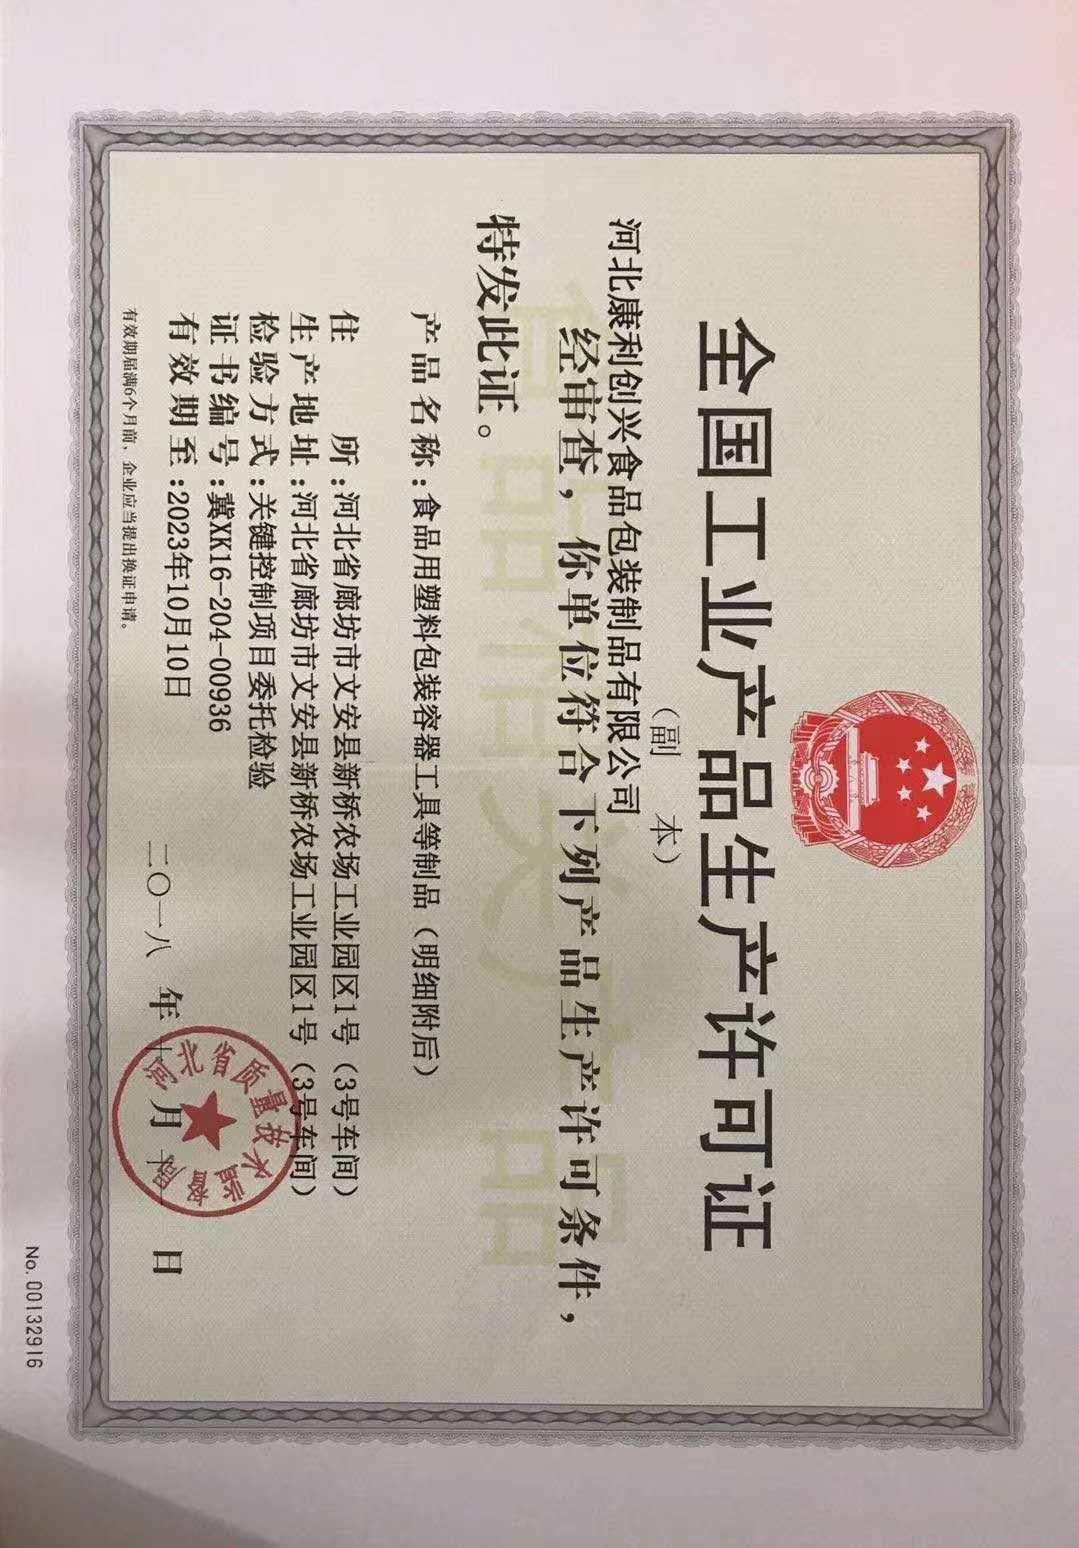 全国工业产品生产许可证
(副 本)
河北康利创兴食品包装制品有限公司
经审查，你单位符合下列产品生产许可条件，
特发此证。
食品相关产品
产品名称:食品用塑料包装容器工具等制品(明细附后)
住 所:河北省廊坊市文安县新桥农场工业园区1号(3号车间)
生产地址:河北省廊坊市文安县新桥农场工业园区1号(3号车间)
检验方式:关键控制项目委托检验
证书编号:冀XK16-204-00936
有效期至:2023年10月10日
二〇一八 年十月十一日
河北省质量技术监督局
有效期届满6个月前，企业应当提出换证申请。
No. 00132916